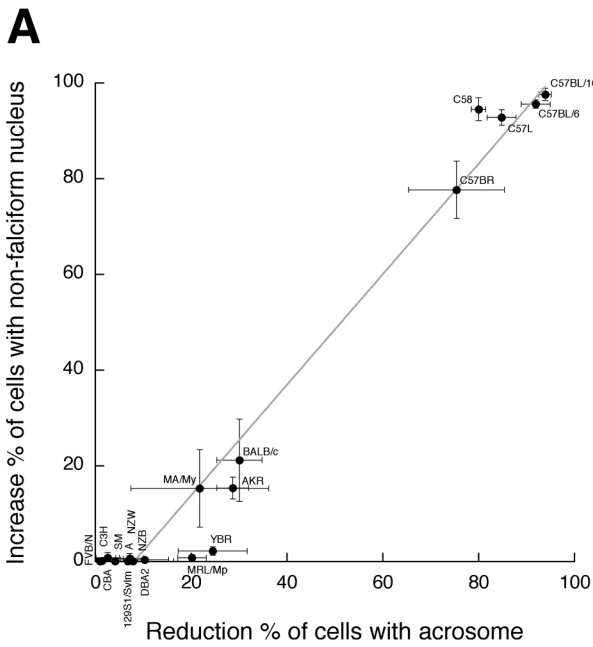 A
Increase % of cells with non-falciform nucleus
100
80
60
40
20
0
C57BL/10
C58
C57BL/6
C57L
C57BR
BALB/c
MA/My
AKR
YBR
MRL/Mp
FVB/N
C3H
SM
A
NZW
NZB
CBA
129S1/SvIm
DBA2
0
20
40
60
80
100
Reduction % of cells with acrosome